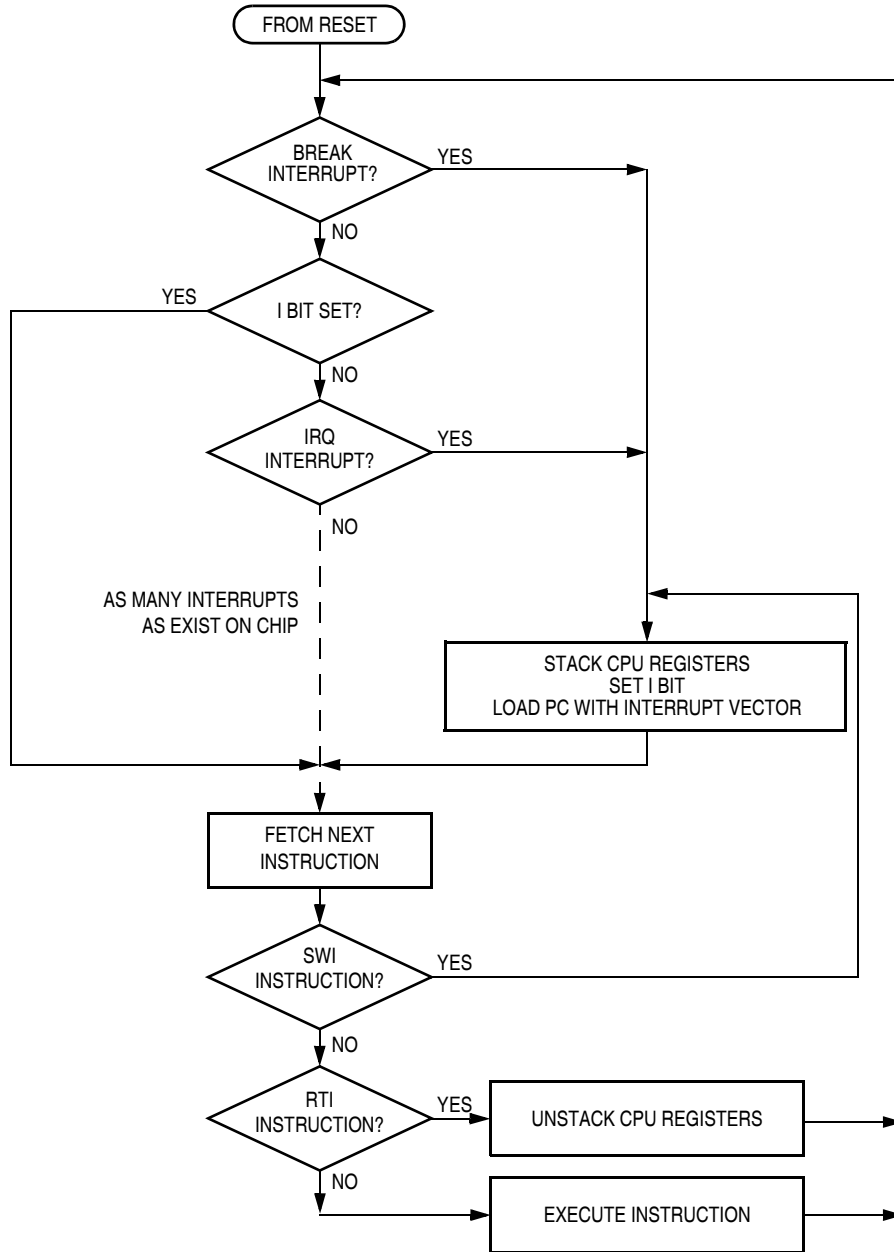 FROM RESET
BREAK
INTERRUPT?
YES
NO
I BIT SET?
YES
NO
IRQ
INTERRUPT?
YES
NO
AS MANY INTERRUPTS
AS EXIST ON CHIP
STACK CPU REGISTERS
SET I BIT
LOAD PC WITH INTERRUPT VECTOR
FETCH NEXT
INSTRUCTION
SWI
INSTRUCTION?
YES
NO
RTI
INSTRUCTION?
YES
UNSTACK CPU REGISTERS
NO
EXECUTE INSTRUCTION